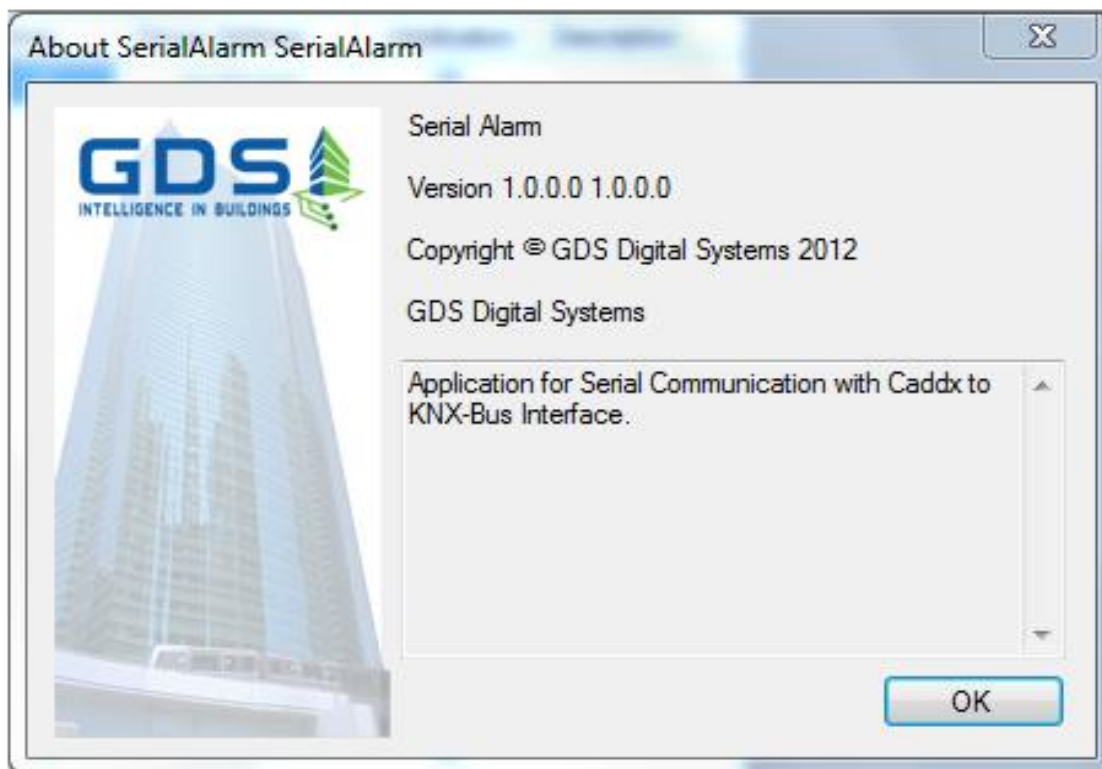 About SerialAlarm SerialAlarm
GDS
INTELLIGENCE IN BUILDINGS
Serial Alarm
Version 1.0.0.0 1.0.0.0
Copyright © GDS Digital Systems 2012
GDS Digital Systems
Application for Serial Communication with Caddx to
KNX-Bus Interface.
OK